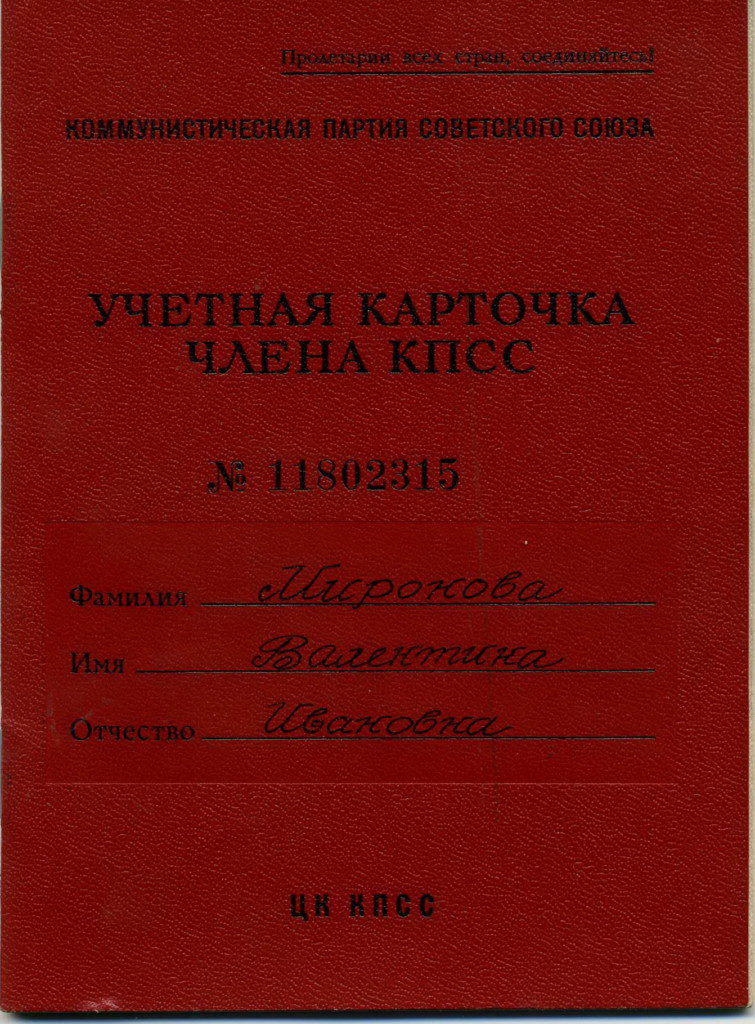 Пролетарии всех стран, соединяйтесь!
КОММУНИСТИЧЕСКАЯ ПАРТИЯ СОВЕТСКОГО СОЮЗА
УЧЕТНАЯ КАРТОЧКА
ЧЛЕНА КПСС
№ 11802315
Фамилия Миронова
Имя Валентина
Отчество Ивановна
ЦК КПСС